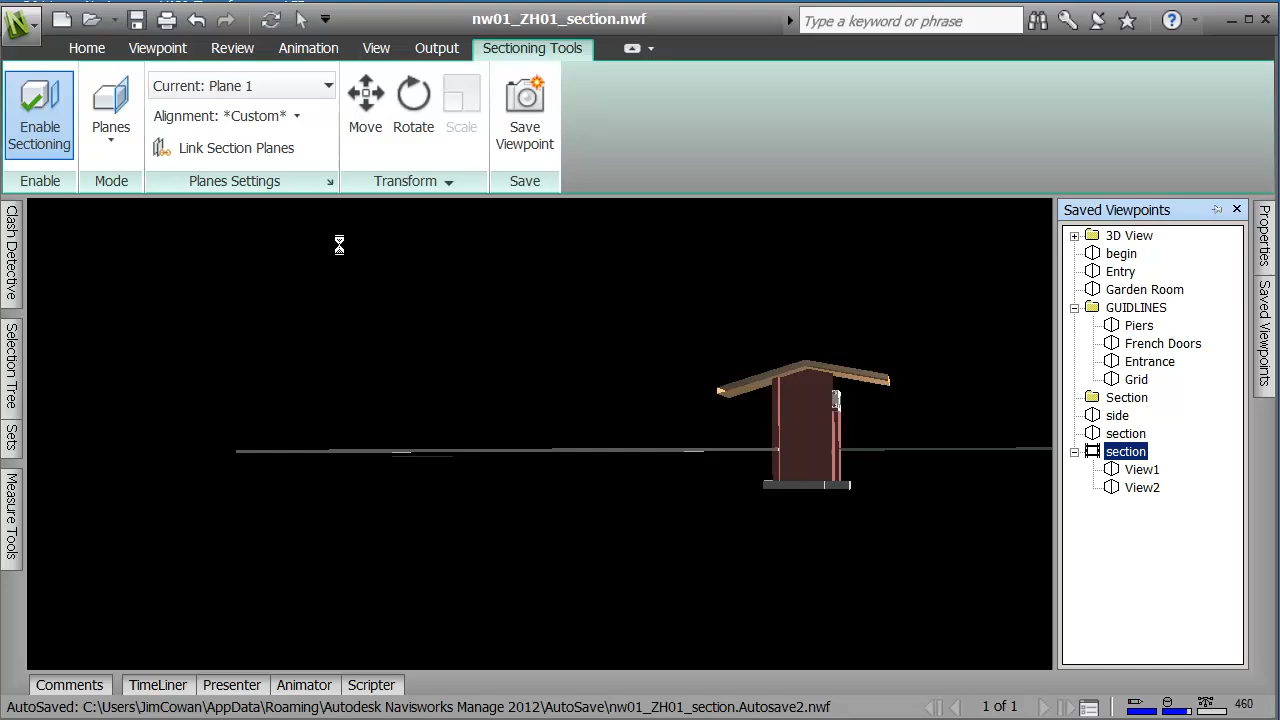 nw01_ZH01_section.nwf
Type a keyword or phrase
Home
Viewpoint
Review
Animation
View
Output
Sectioning Tools
Enable
Sectioning
Planes
Current: Plane 1
Alignment: *Custom*
Link Section Planes
Move
Rotate
Scale
Save
Viewpoint
Enable
Mode
Planes Settings
Transform
Save
Clash Detective
Selection Tree
Sets
Measure Tools
Saved Viewpoints
3D View
begin
Entry
Garden Room
GUIDLINES
Piers
French Doors
Entrance
Grid
Section
side
section
section
View1
View2
Properties
Saved Viewpoints
Comments
TimeLiner
Presenter
Animator
Scripter
AutoSaved: C:\Users\JimCowan\AppData\Roaming\Autodesk Navisworks Manage 2012\AutoSave\nw01_ZH01_section.Autosave2.nwf
1 of 1
460